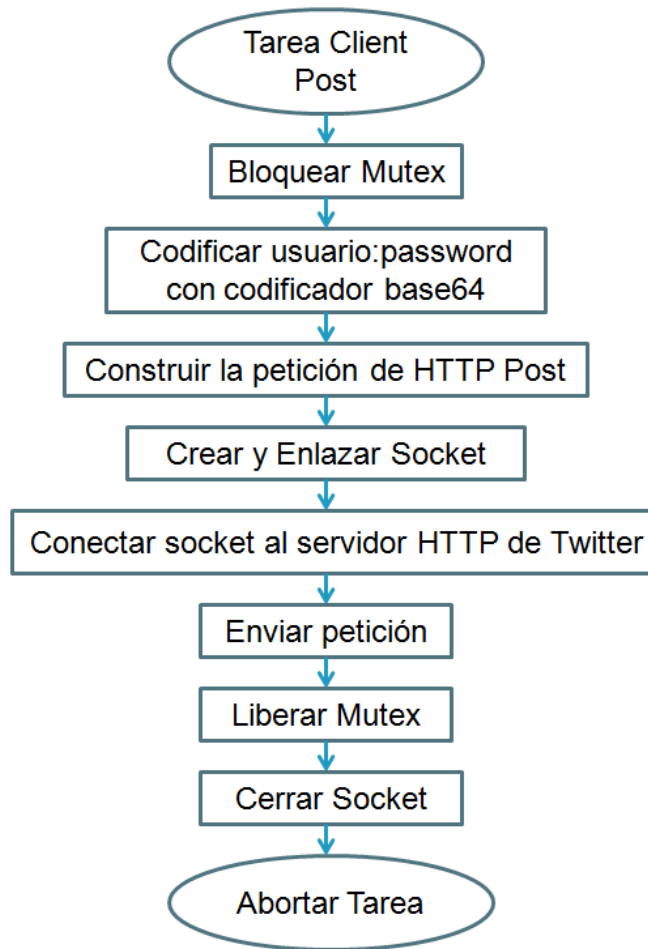 Tarea Client
Post
Bloquear Mutex
Codificar usuario:password
con codificador base64
Construir la petición de HTTP Post
Crear y Enlazar Socket
Conectar socket al servidor HTTP de Twitter
Enviar petición
Liberar Mutex
Cerrar Socket
Abortar Tarea